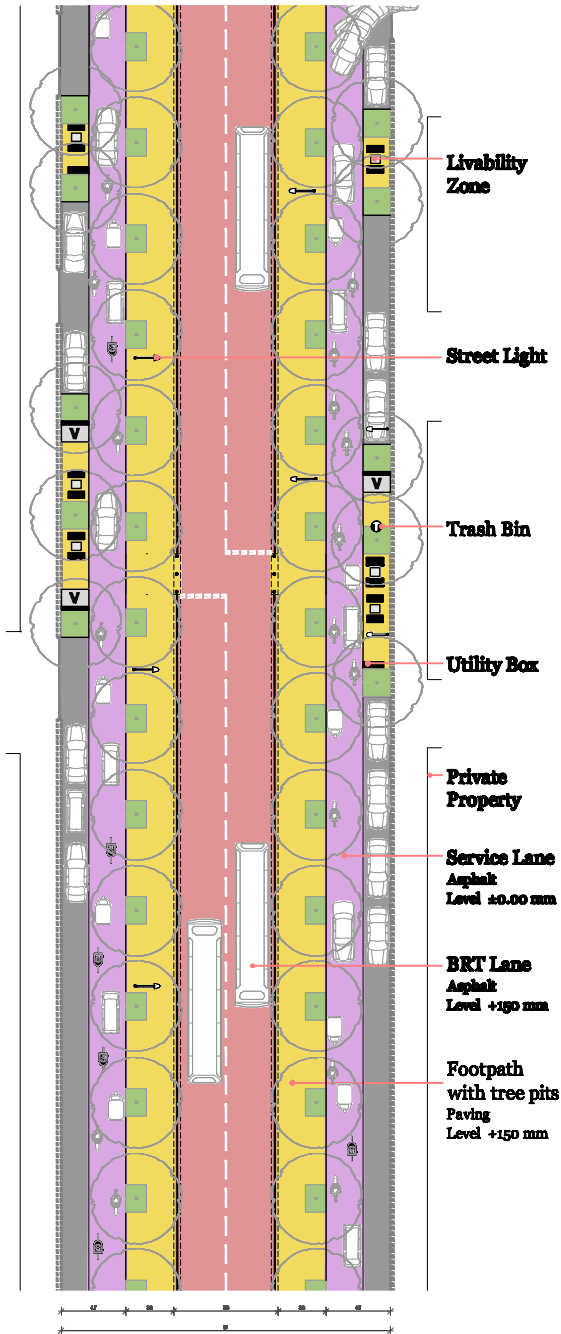 Livability
Zone
Street Light
V
V
V
Trash Bin
Utility Box
Private
Property
Service Lane
Asphalt
Level ±0.00 mm
BRT Lane
Asphalt
Level +150 mm
Footpath
with tree pits
Paving
Level +150 mm